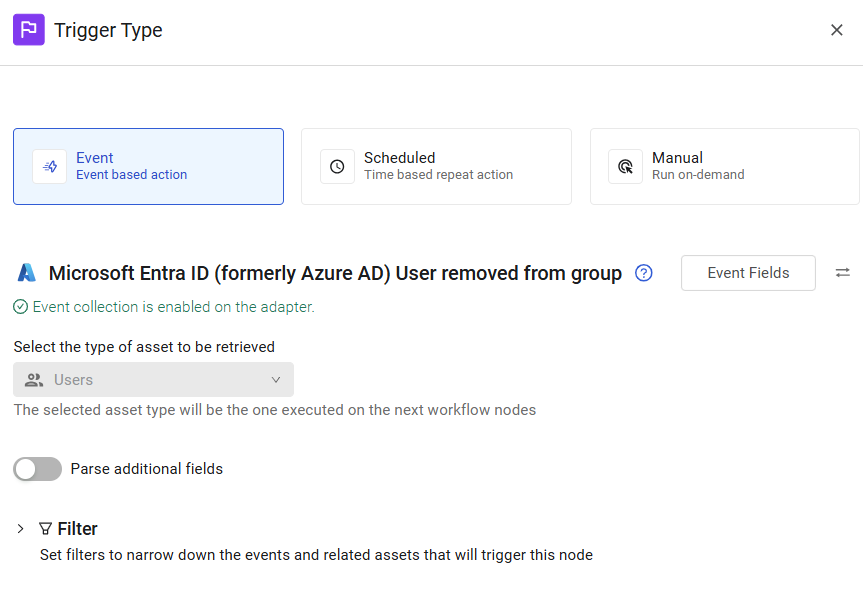 Trigger Type
Event
Event based action
Scheduled
Time based repeat action
Manual
Run on-demand
Microsoft Entra ID (formerly Azure AD) User removed from group
Event Fields
Event collection is enabled on the adapter.
Select the type of asset to be retrieved
Users
The selected asset type will be the one executed on the next workflow nodes
Parse additional fields
Filter
Set filters to narrow down the events and related assets that will trigger this node